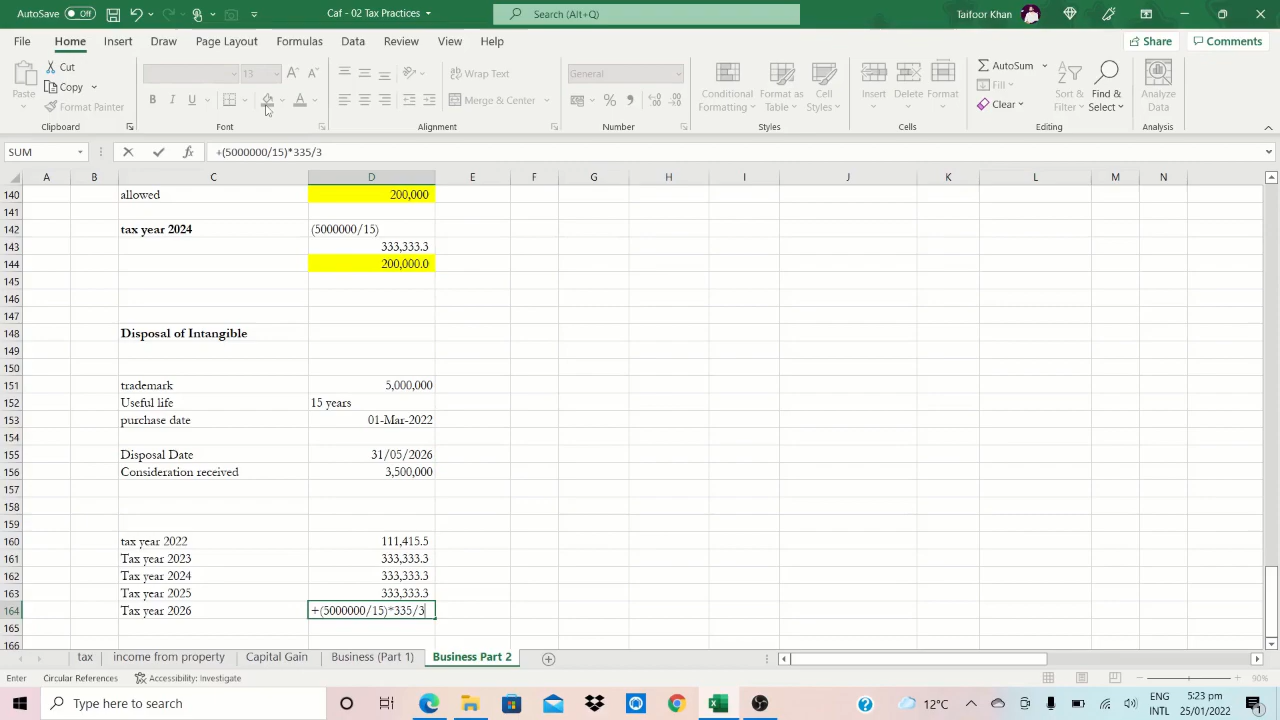 AutoSave Off Caf - 02 Tax Practices Search (Alt+Q) Taifoor Khan
File Home Insert Draw Page Layout Formulas Data Review View Help Share Comments
Paste Cut Copy Format Painter
13 Wrap Text Merge & Center General
Conditional Formatting Format as Table Cell Styles Insert Delete Format
AutoSum Fill Clear Sort & Filter Find & Select Analyze Data
Clipboard Font Alignment Number Styles Cells Editing Analysis
SUM +(5000000/15)*335/3
A B C D E F G H I J K L M N
140 allowed 200,000
141
142 tax year 2024 (5000000/15)
143 333,333.3
144 200,000.0
145
146
147
148 Disposal of Intangible
149
150
151 trademark 5,000,000
152 Useful life 15 years
153 purchase date 01-Mar-2022
154
155 Disposal Date 31/05/2026
156 Consideration received 3,500,000
157
158
159
160 tax year 2022 111,415.5
161 Tax year 2023 333,333.3
162 Tax year 2024 333,333.3
163 Tax year 2025 333,333.3
164 Tax year 2026 +(5000000/15)*335/3
165
166
tax income from property Capital Gain Business (Part 1) Business Part 2
Enter Circular References Accessibility: Investigate 90%
Type here to search 12°C ENG INTL 5:23 pm 25/01/2022